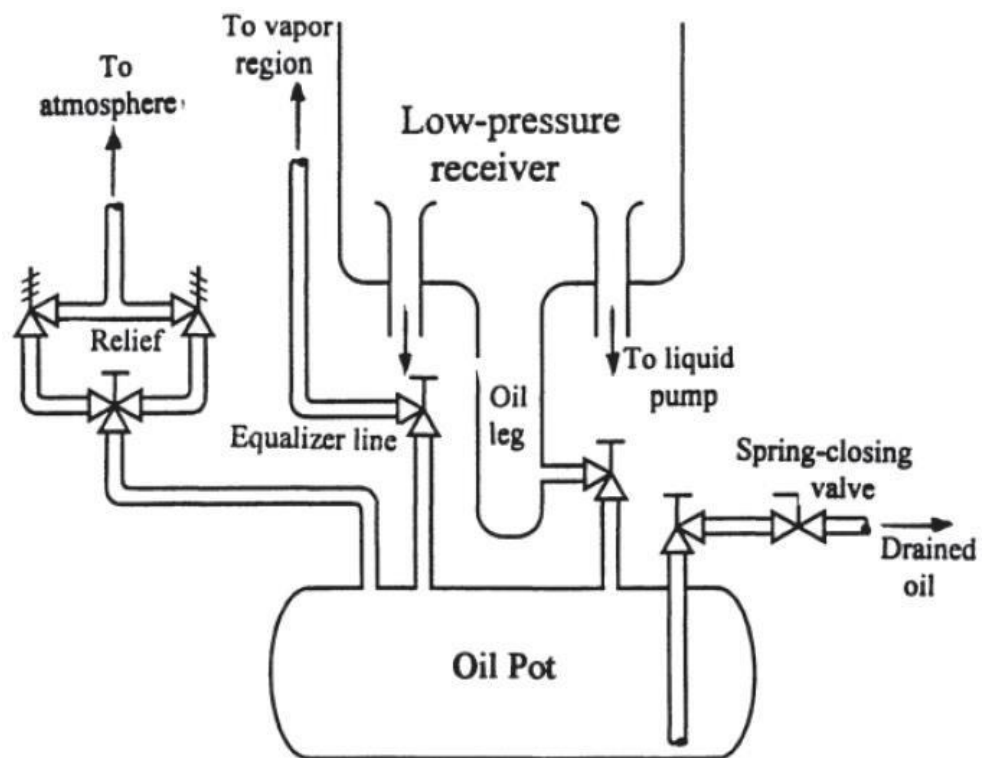 To vapor
region
To
atmosphere
Low-pressure
receiver
Relief
Equalizer line
Oil
leg
To liquid
pump
Spring-closing
valve
Drained
oil
Oil Pot